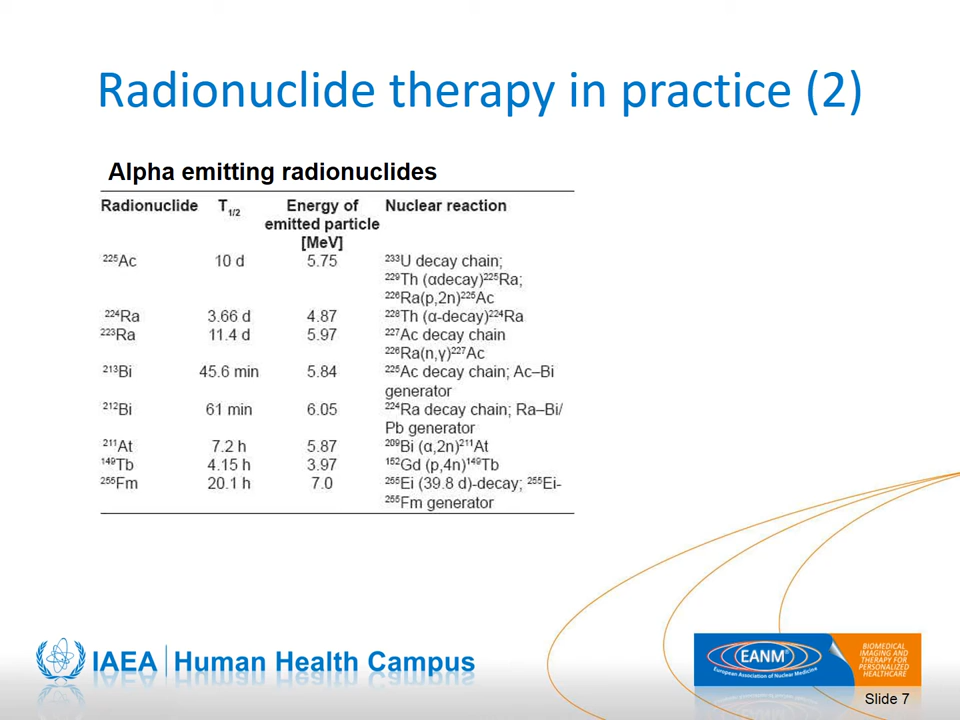 Radionuclide therapy in practice (2)
Alpha emitting radionuclides
Radionuclide T1/2 Energy of emitted particle [MeV] Nuclear reaction
²²⁵Ac 10 d 5.75 ²³³U decay chain;
²²⁹Th (αdecay)²²⁵Ra;
²²⁶Ra(p,2n)²²⁵Ac
²²⁴Ra 3.66 d 4.87 ²²⁸Th (α-decay)²²⁴Ra
²²³Ra 11.4 d 5.97 ²²⁷Ac decay chain
²²⁶Ra(n,γ)²²⁷Ac
²¹³Bi 45.6 min 5.84 ²²⁵Ac decay chain; Ac–Bi
generator
²¹²Bi 61 min 6.05 ²²⁴Ra decay chain; Ra–Bi/
Pb generator
²¹¹At 7.2 h 5.87 ²⁰⁹Bi (α,2n)²¹¹At
¹⁴⁹Tb 4.15 h 3.97 ¹⁵²Gd (p,4n)¹⁴⁹Tb
²⁵⁵Fm 20.1 h 7.0 ²⁵⁵Ei (39.8 d)-decay; ²⁵⁵Ei-
²⁵⁵Fm generator
IAEA Human Health Campus
EANM®
European Association of Nuclear Medicine
BIOMEDICAL
IMAGING AND
THERAPY FOR
PERSONALIZED
HEALTHCARE
Slide 7